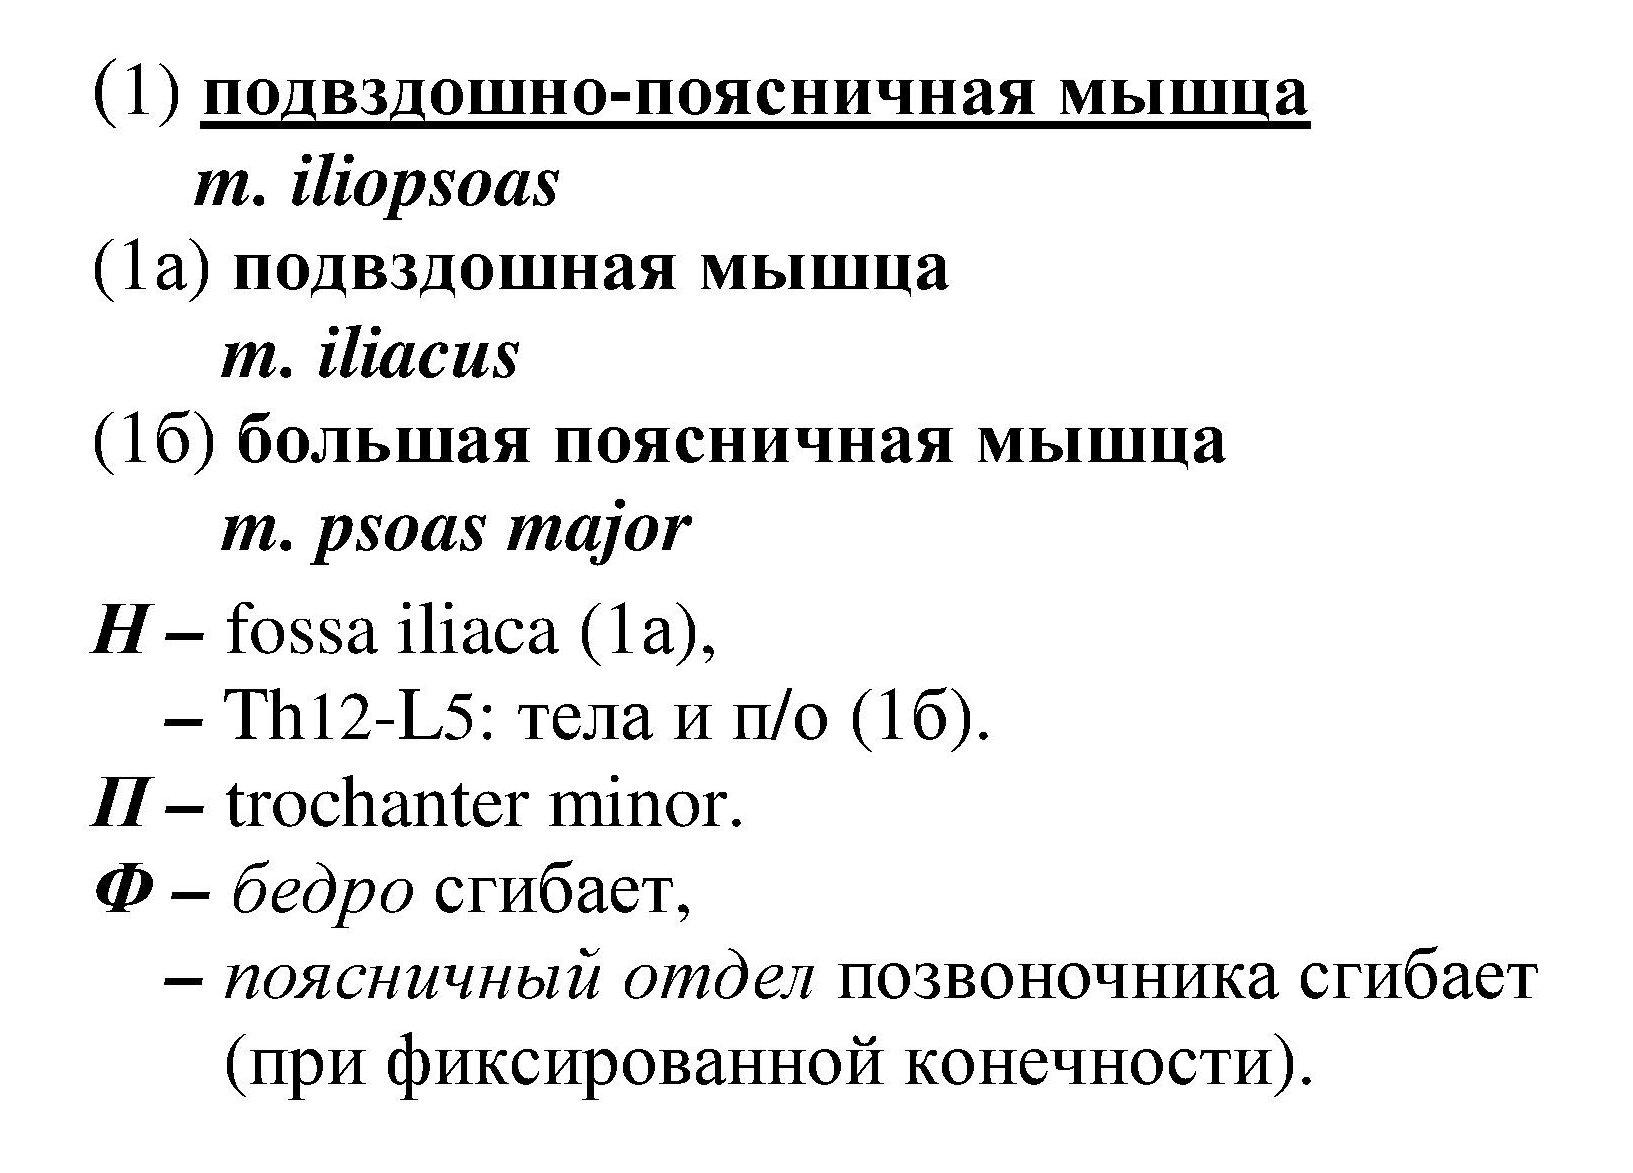 (1) подвздошно-поясничная мышца
m. iliopsoas
(1а) подвздошная мышца
m. iliacus
(1б) большая поясничная мышца
m. psoas major
Н – fossa iliaca (1а),
– Th12-L5: тела и п/о (1б).
П – trochanter minor.
Ф – бедро сгибает,
– поясничный отдел позвоночника сгибает
(при фиксированной конечности).